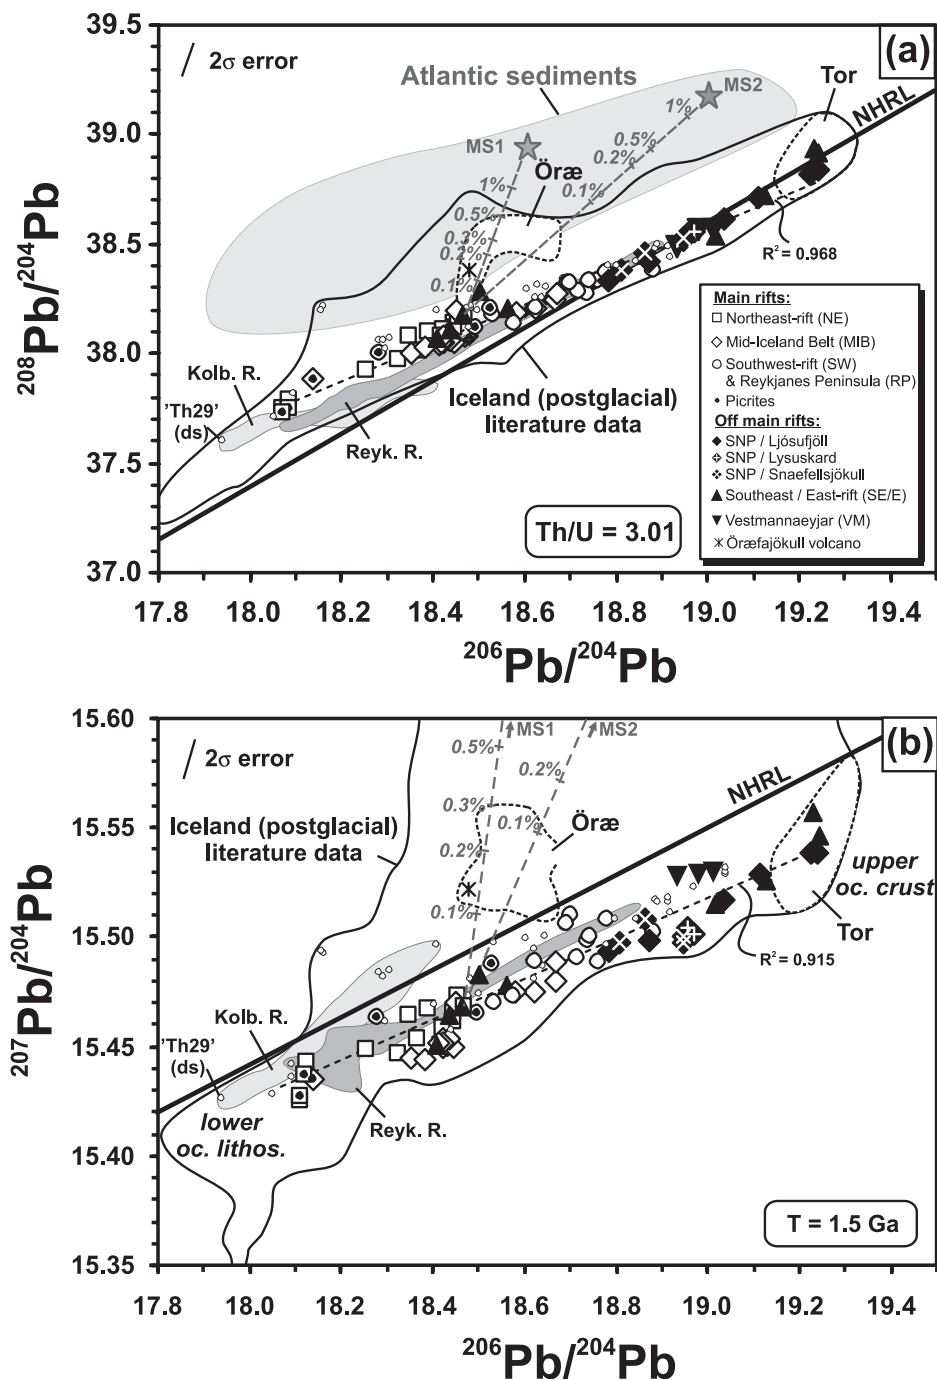 39.5
39.0
38.5
38.0
37.5
37.0
²⁰⁸Pb/²⁰⁴Pb
2σ error
(a)
Atlantic sediments
MS1
MS2
Tor
NHRL
Öræ
1%
0.5%
0.3%
0.2%
0.1%
1%
0.5%
0.2%
0.1%
R² = 0.968
Kolb. R.
'Th29'
(ds)
Reyk. R.
Iceland (postglacial)
literature data
Th/U = 3.01
Main rifts:
Northeast-rift (NE)
Mid-Iceland Belt (MIB)
Southwest-rift (SW)
& Reykjanes Peninsula (RP)
Picrites
Off main rifts:
SNP / Ljósufjöll
SNP / Lysuskard
SNP / Snaefellsjökull
Southeast / East-rift (SE/E)
Vestmannaeyjar (VM)
Öræfajökull volcano
17.8 18.0 18.2 18.4 18.6 18.8 19.0 19.2 19.4
²⁰⁶Pb/²⁰⁴Pb
15.60
15.55
15.50
15.45
15.40
15.35
²⁰⁷Pb/²⁰⁴Pb
2σ error
(b)
MS1
MS2
0.5%
0.3%
0.2%
0.1%
0.2%
0.1%
NHRL
Iceland (postglacial)
literature data
Öræ
upper
oc. crust
Tor
R² = 0.915
Kolb. R.
'Th29'
(ds)
lower
oc. lithos.
Reyk. R.
T = 1.5 Ga
17.8 18.0 18.2 18.4 18.6 18.8 19.0 19.2 19.4
²⁰⁶Pb/²⁰⁴Pb